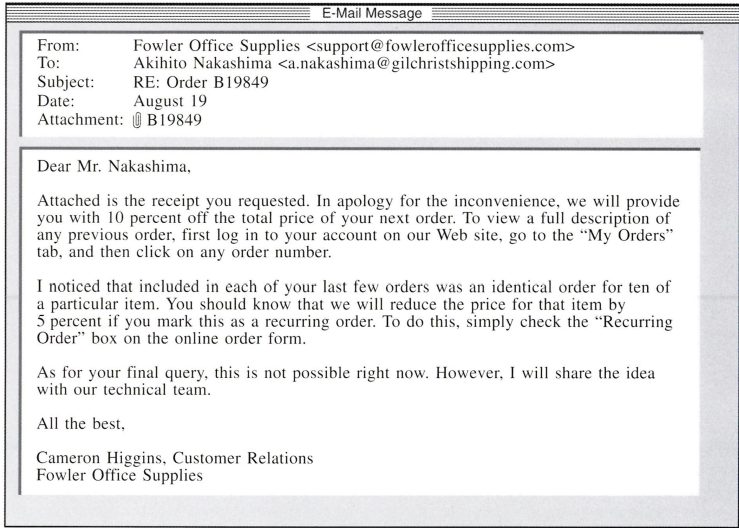 E-Mail Message
From: Fowler Office Supplies <support@fowlerofficesupplies.com>
To: Akihito Nakashima <a.nakashima@gilchristshipping.com>
Subject: RE: Order B19849
Date: August 19
Attachment: B19849
Dear Mr. Nakashima,
Attached is the receipt you requested. In apology for the inconvenience, we will provide
you with 10 percent off the total price of your next order. To view a full description of
any previous order, first log in to your account on our Web site, go to the “My Orders”
tab, and then click on any order number.
I noticed that included in each of your last few orders was an identical order for ten of
a particular item. You should know that we will reduce the price for that item by
5 percent if you mark this as a recurring order. To do this, simply check the “Recurring
Order” box on the online order form.
As for your final query, this is not possible right now. However, I will share the idea
with our technical team.
All the best,
Cameron Higgins, Customer Relations
Fowler Office Supplies